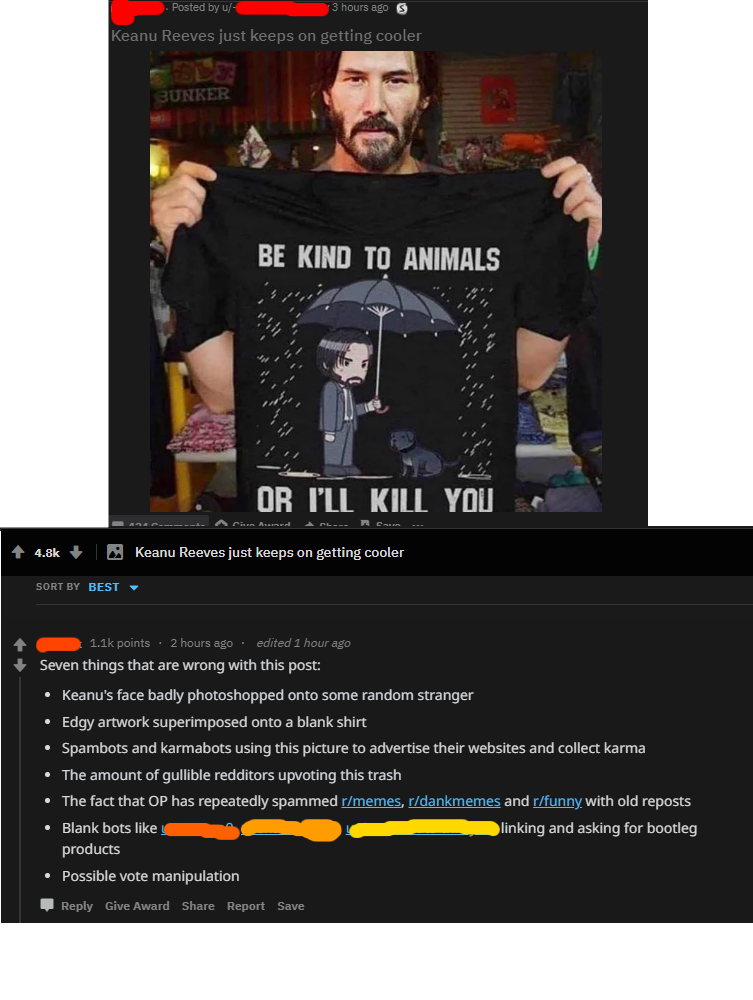 Posted by u/- 3 hours ago
Keanu Reeves just keeps on getting cooler
BUNKER
BE KIND TO ANIMALS
OR I'LL KILL YOU
Give Award Share Save ...
4.8k Keanu Reeves just keeps on getting cooler
SORT BY BEST
1.1k points · 2 hours ago · edited 1 hour ago
Seven things that are wrong with this post:
• Keanu's face badly photoshopped onto some random stranger
• Edgy artwork superimposed onto a blank shirt
• Spambots and karmabots using this picture to advertise their websites and collect karma
• The amount of gullible redditors upvoting this trash
• The fact that OP has repeatedly spammed r/memes, r/dankmemes and r/funny with old reposts
• Blank bots like linking and asking for bootleg
products
• Possible vote manipulation
Reply Give Award Share Report Save